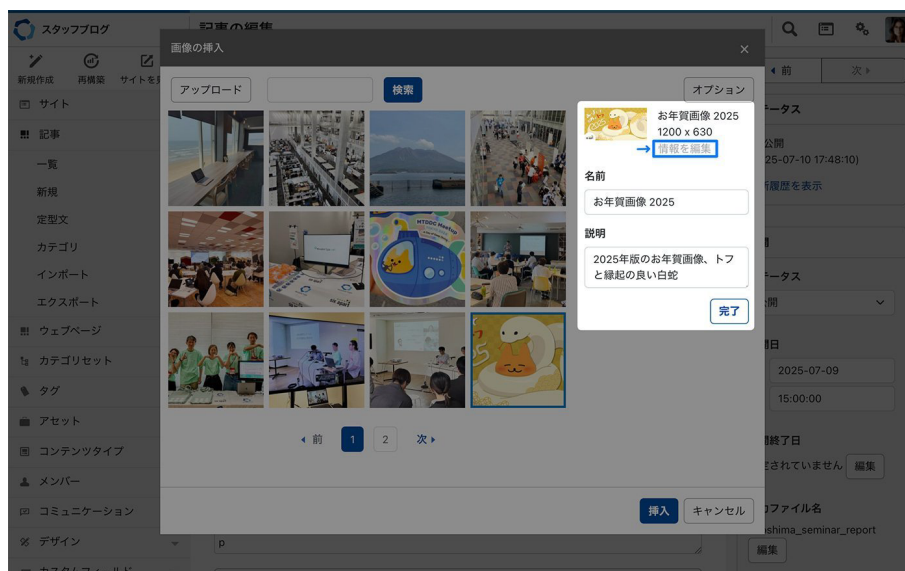 スタッフブログ
記事の編集
新規作成
再構築
サイトを
サイト
記事
一覧
新規
定型文
カテゴリ
インポート
エクスポート
ウェブページ
カテゴリセット
タグ
アセット
コンテンツタイプ
メンバー
コミュニケーション
デザイン
カスタムフィールド
画像の挿入
×
アップロード
検索
オプション
MTDDC Meetup
お年賀画像 2025
1200 x 630
→ 情報を編集
名前
お年賀画像 2025
説明
2025年版のお年賀画像、トフ
と縁起の良い白蛇
完了
前
1
2
次
挿入
キャンセル
p
前
次
ータス
公開
25-07-10 17:48:10)
履歴を表示
ータス
開
日
2025-07-09
15:00:00
終了日
定されていません
編集
ファイル名
shima_seminar_report
編集